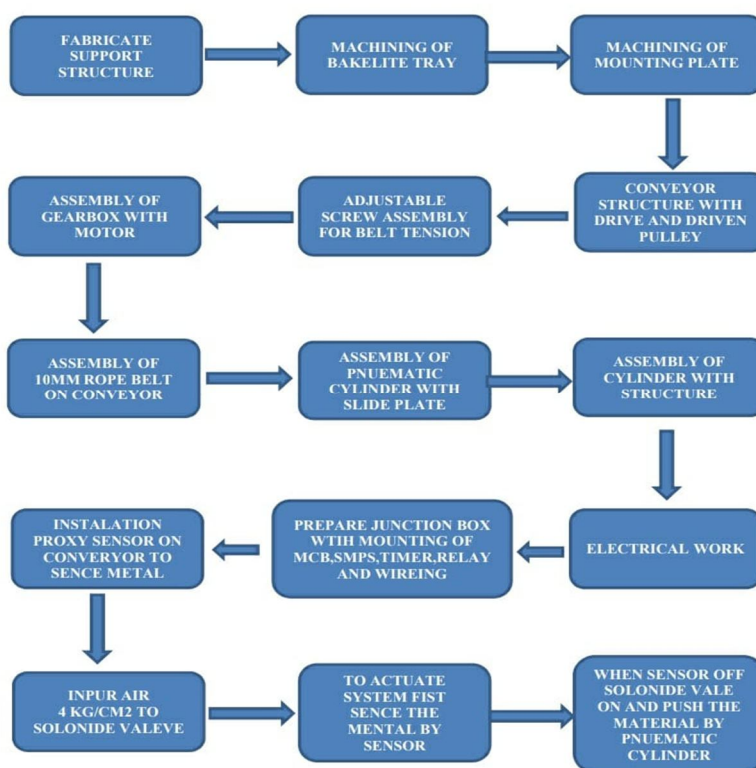 FABRICATE
SUPPORT
STRUCTURE
MACHINING OF
BAKELITE TRAY
MACHINING OF
MOUNTING PLATE
CONVEYOR
STRUCTURE WITH
DRIVE AND DRIVEN
PULLEY
ADJUSTABLE
SCREW ASSEMBLY
FOR BELT TENSION
ASSEMBLY OF
GEARBOX WITH
MOTOR
ASSEMBLY OF
10MM ROPE BELT
ON CONVEYOR
ASSEMBLY OF
PNUEMATIC
CYLINDER WITH
SLIDE PLATE
ASSEMBLY OF
CYLINDER WITH
STRUCTURE
ELECTRICAL WORK
PREPARE JUNCTION BOX
WTIH MOUNTING OF
MCB,SMPS,TIMER,RELAY
AND WIREING
INSTALATION
PROXY SENSOR ON
CONVERYOR TO
SENCE METAL
INPUR AIR
4 KG/CM2 TO
SOLONIDE VALEVE
TO ACTUATE
SYSTEM FIST
SENCE THE
MENTAL BY
SENSOR
WHEN SENSOR OFF
SOLONIDE VALE
ON AND PUSH THE
MATERIAL BY
PNUEMATIC
CYLINDER